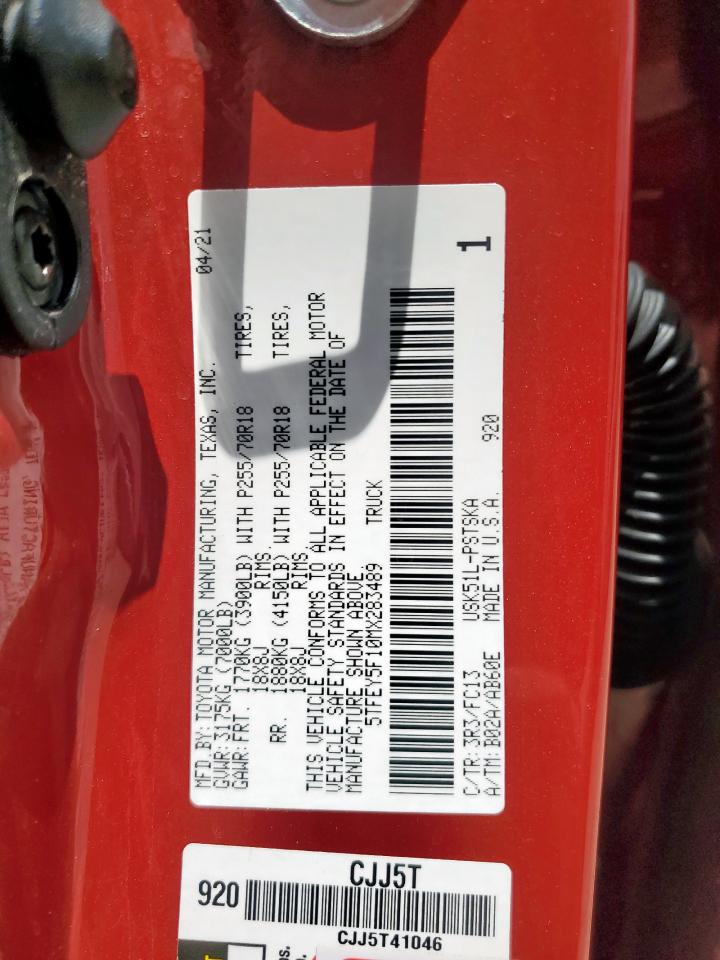 MFD.BY:TOYOTA MOTOR MANUFACTURING, TEXAS, INC. 04/21
GVWR:3175KG (7000LB)
GAWR:FRT. 1770KG (3900LB) WITH P255/70R18 TIRES,
18X8J RIMS.
RR. 1880KG (4150LB) WITH P255/70R18 TIRES,
18X8J RIMS.
THIS VEHICLE CONFORMS TO ALL APPLICABLE FEDERAL MOTOR
VEHICLE SAFETY STANDARDS IN EFFECT ON THE DATE OF
MANUFACTURE SHOWN ABOVE.
5TFEY5F10MX283489 TRUCK
C/TR:3R3/FC13 USK51L-PSTSKA 1
A/TM:B02A/AB60E MADE IN U.S.A. 920
CJJ5T
920
CJJ5T41046